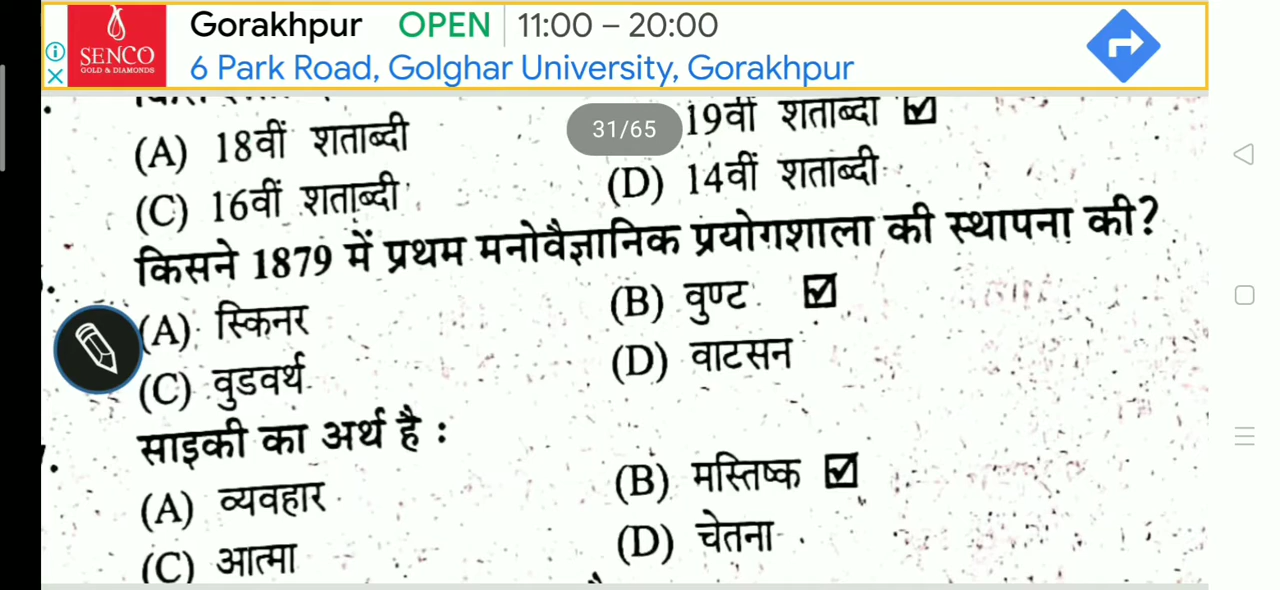 Gorakhpur OPEN 11:00 – 20:00
SENCO
GOLD & DIAMONDS
6 Park Road, Golghar University, Gorakhpur
31/65
(A) 18वीं शताब्दी
19वीं शताब्दी ☑
(C) 16वीं शताब्दी
(D) 14वीं शताब्दी
किसने 1879 में प्रथम मनोवैज्ञानिक प्रयोगशाला की स्थापना की?
(A) स्किनर
(B) वुण्ट ☑
(C) वुडवर्थ
(D) वाटसन
साइकी का अर्थ है :
(A) व्यवहार
(B) मस्तिष्क ☑
(C) आत्मा
(D) चेतना